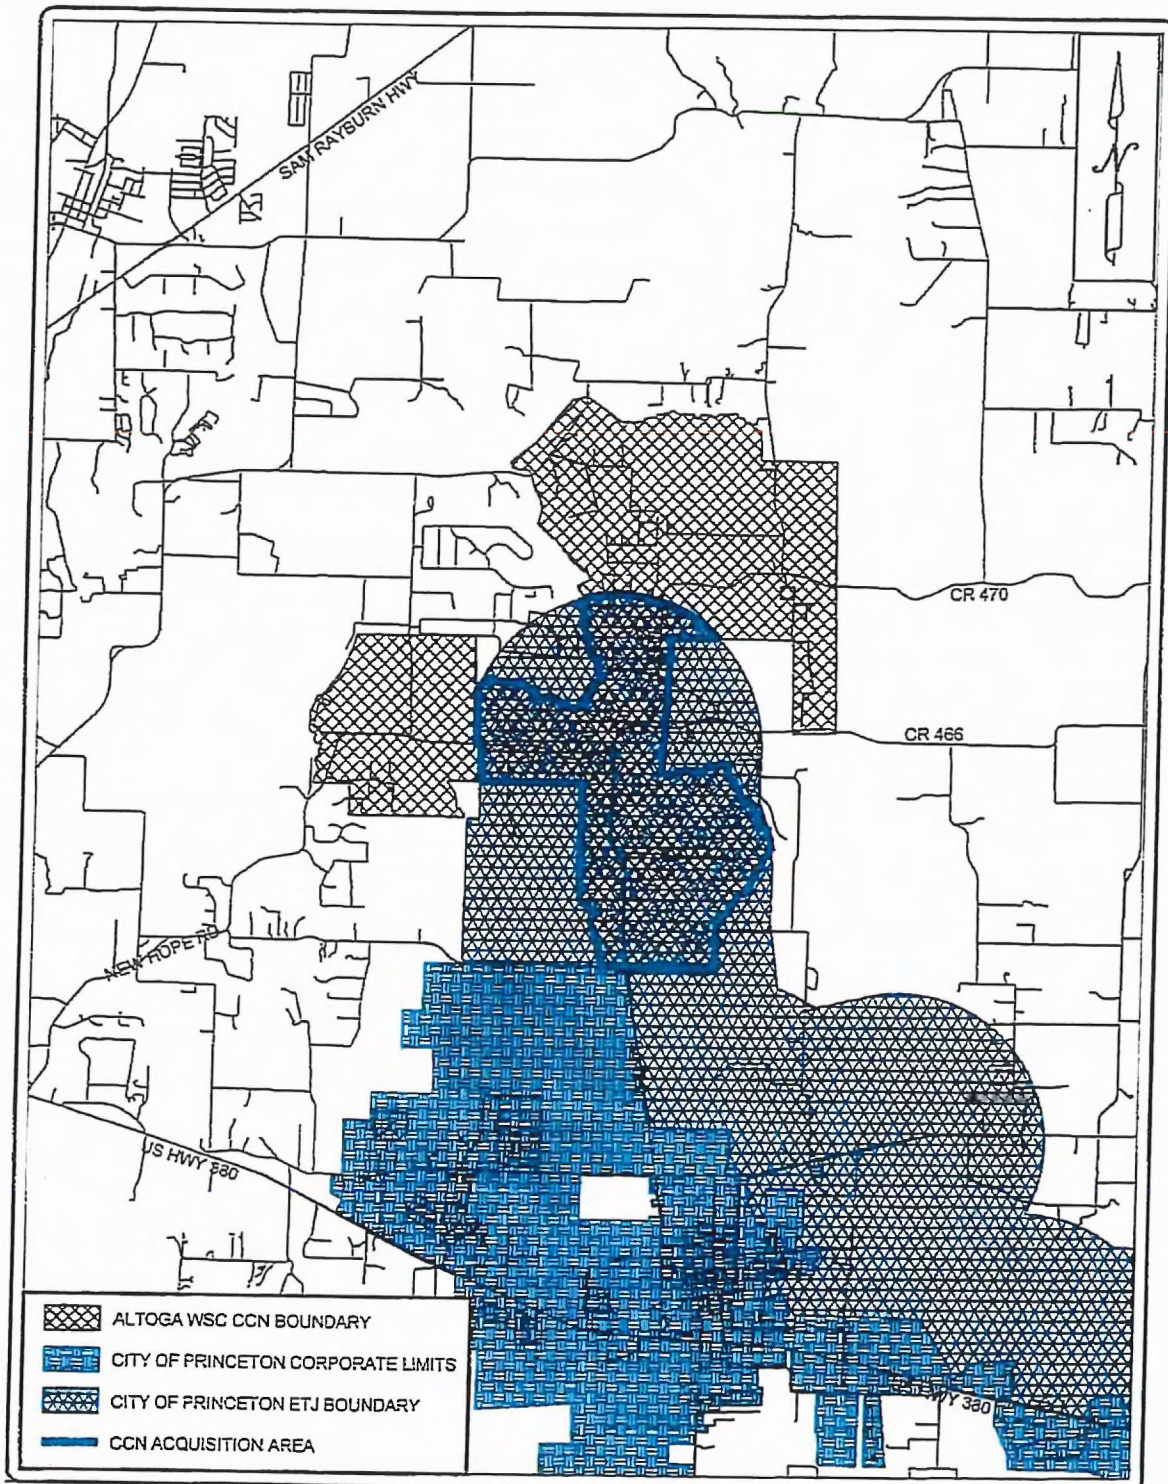 SAM RAYBURN HWY
N
CR 470
CR 466
NEW HOPE RD
US HWY 380
HWY 380
ALTOGA WSC CCN BOUNDARY
CITY OF PRINCETON CORPORATE LIMITS
CITY OF PRINCETON ETJ BOUNDARY
CCN ACQUISITION AREA